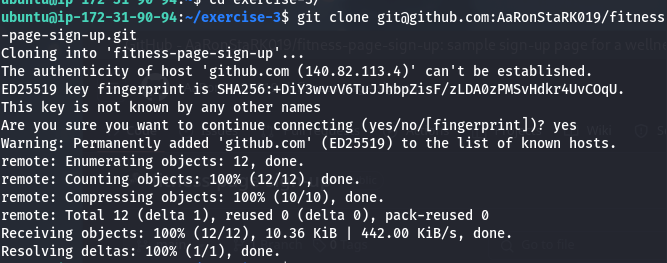 ubuntu@ip-172-31-90-94:~$ cd exercise-3/
ubuntu@ip-172-31-90-94:~/exercise-3$ git clone git@github.com:AaRonStaRK019/fitness
-page-sign-up.git
Cloning into 'fitness-page-sign-up'...
The authenticity of host 'github.com (140.82.113.4)' can't be established.
ED25519 key fingerprint is SHA256:+DiY3wvvV6TuJJhbpZisF/zLDA0zPMSvHdkr4UvCOqU.
This key is not known by any other names
Are you sure you want to continue connecting (yes/no/[fingerprint])? yes
Warning: Permanently added 'github.com' (ED25519) to the list of known hosts.
remote: Enumerating objects: 12, done.
remote: Counting objects: 100% (12/12), done.
remote: Compressing objects: 100% (10/10), done.
remote: Total 12 (delta 1), reused 0 (delta 0), pack-reused 0
Receiving objects: 100% (12/12), 10.36 KiB | 442.00 KiB/s, done.
Resolving deltas: 100% (1/1), done.